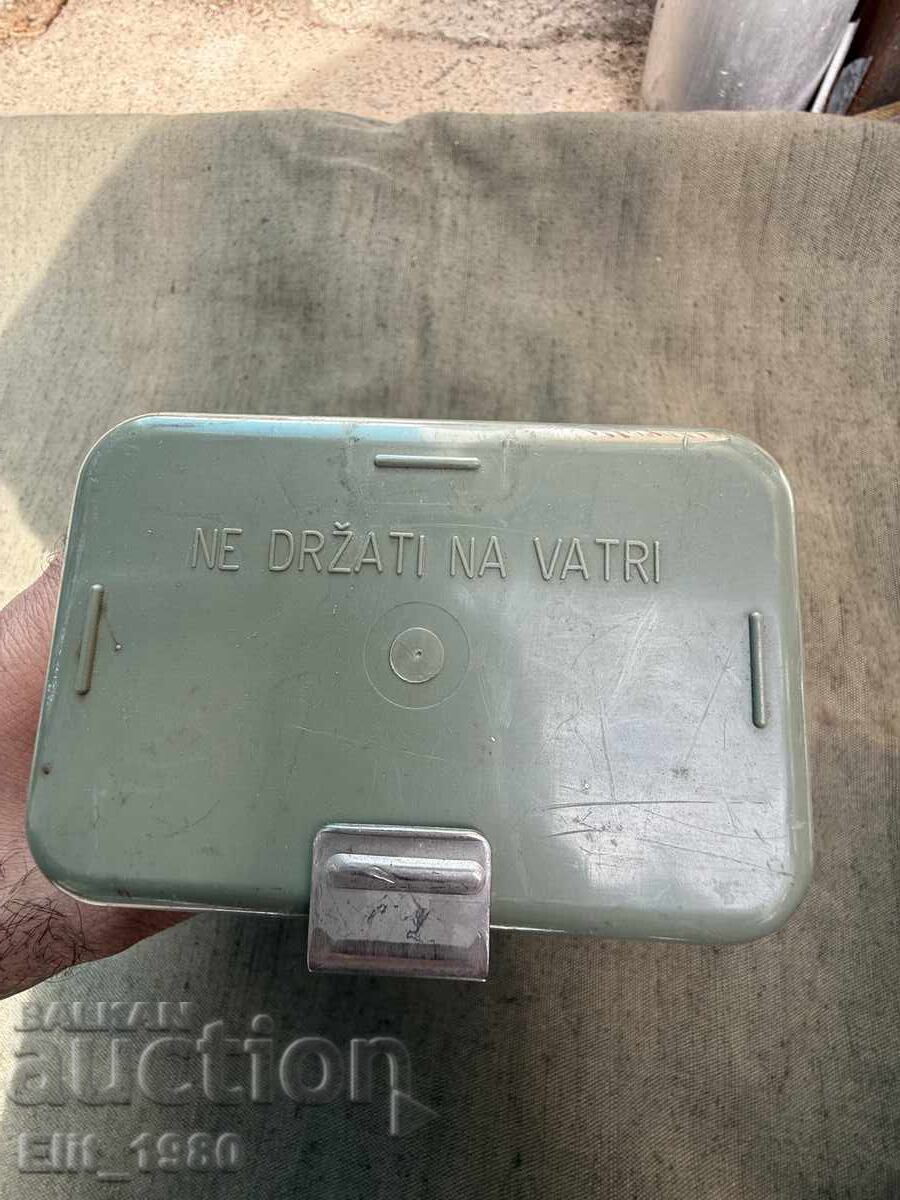 NE DRŽATI NA VATRI
BALKAN
auction
Elit_1980